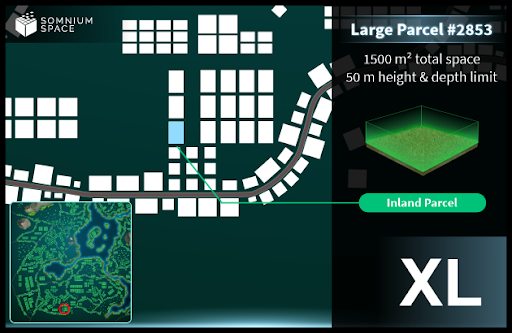 SOMNIUM
SPACE
Large Parcel #2853
1500 m² total space
50 m height & depth limit
Inland Parcel
XL